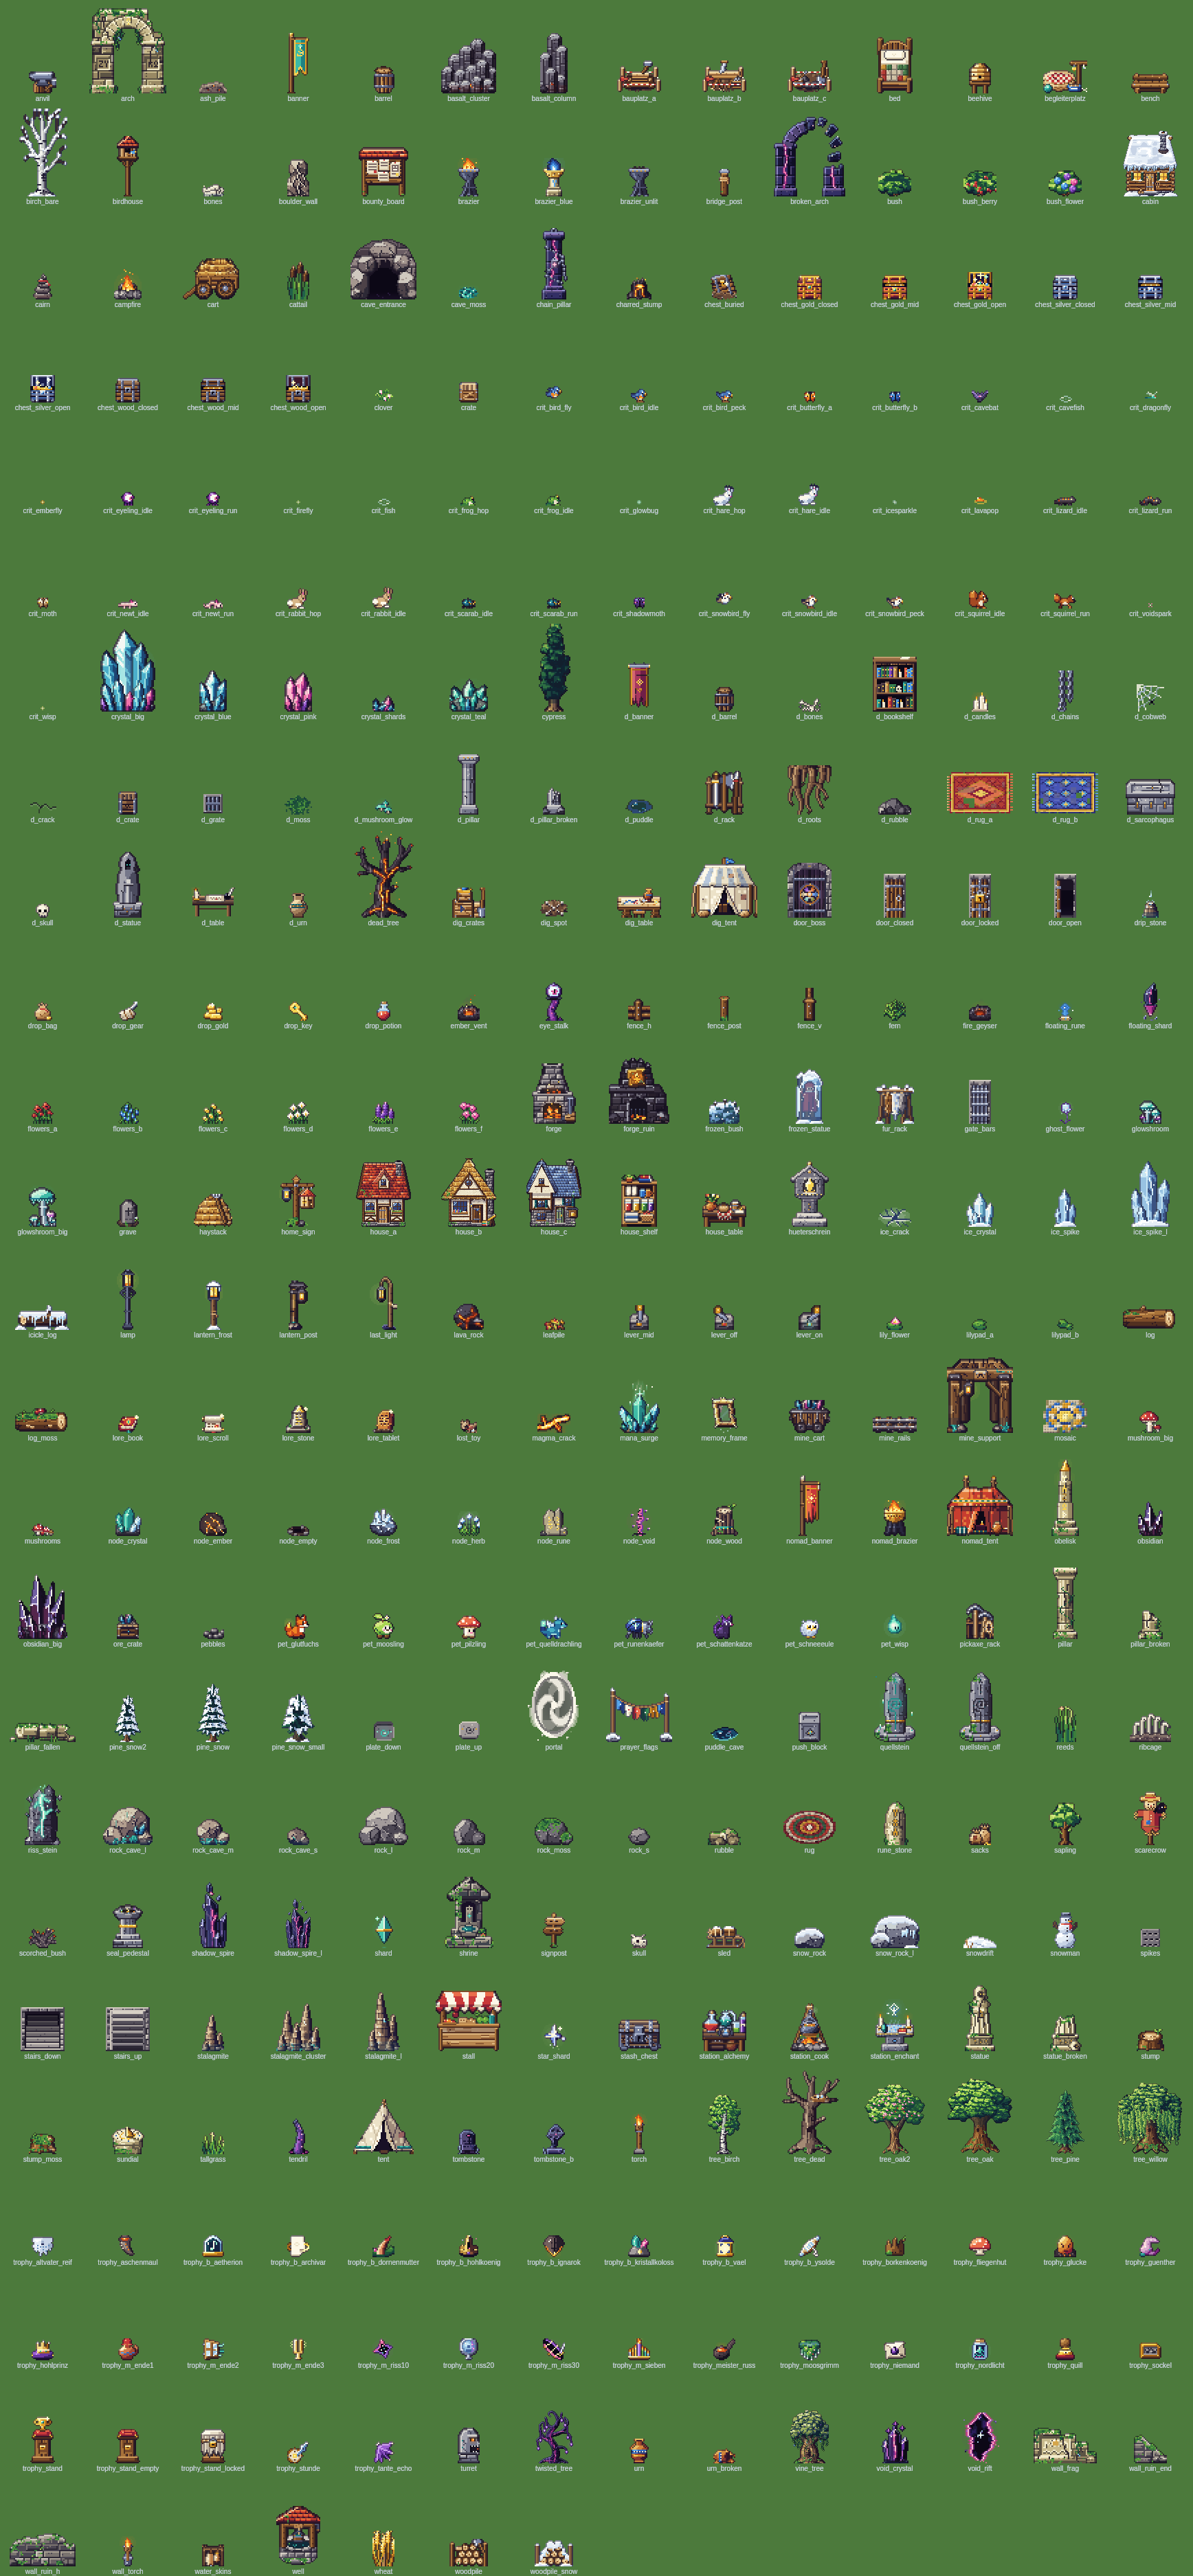 anvil arch ash_pile banner barrel basalt_cluster basalt_column bauplatz_a bauplatz_b bauplatz_c bed beehive begleiterplatz bench
birch_bare birdhouse bones boulder_wall bounty_board brazier brazier_blue brazier_unlit bridge_post broken_arch bush bush_berry bush_flower cabin
cairn campfire cart cattail cave_entrance cave_moss chain_pillar charred_stump chest_buried chest_gold_closed chest_gold_mid chest_gold_open chest_silver_closed chest_silver_mid
chest_silver_open chest_wood_closed chest_wood_mid chest_wood_open clover crate crit_bird_fly crit_bird_idle crit_bird_peck crit_butterfly_a crit_butterfly_b crit_cavebat crit_cavefish crit_dragonfly
crit_emberfly crit_eyeling_idle crit_eyeling_run crit_firefly crit_fish crit_frog_hop crit_frog_idle crit_glowbug crit_hare_hop crit_hare_idle crit_icesparkle crit_lavapop crit_lizard_idle crit_lizard_run
crit_moth crit_newt_idle crit_newt_run crit_rabbit_hop crit_rabbit_idle crit_scarab_idle crit_scarab_run crit_shadowmoth crit_snowbird_fly crit_snowbird_idle crit_snowbird_peck crit_squirrel_idle crit_squirrel_run crit_voidspark
crit_wisp crystal_big crystal_blue crystal_pink crystal_shards crystal_teal cypress d_banner d_barrel d_bones d_bookshelf d_candles d_chains d_cobweb
d_crack d_crate d_grate d_moss d_mushroom_glow d_pillar d_pillar_broken d_puddle d_rack d_roots d_rubble d_rug_a d_rug_b d_sarcophagus
d_skull d_statue d_table d_urn dead_tree dig_crates dig_spot dig_table dig_tent door_boss door_closed door_locked door_open drip_stone
drop_bag drop_gear drop_gold drop_key drop_potion ember_vent eye_stalk fence_h fence_post fence_v fern fire_geyser floating_rune floating_shard
flowers_a flowers_b flowers_c flowers_d flowers_e flowers_f forge forge_ruin frozen_bush frozen_statue fur_rack gate_bars ghost_flower glowshroom
glowshroom_big grave haystack home_sign house_a house_b house_c house_shelf house_table hueterschrein ice_crack ice_crystal ice_spike ice_spike_l
icicle_log lamp lantern_frost lantern_post last_light lava_rock leafpile lever_mid lever_off lever_on lily_flower lilypad_a lilypad_b log
log_moss lore_book lore_scroll lore_stone lore_tablet lost_toy magma_crack mana_surge memory_frame mine_cart mine_rails mine_support mosaic mushroom_big
mushrooms node_crystal node_ember node_empty node_frost node_herb node_rune node_void node_wood nomad_banner nomad_brazier nomad_tent obelisk obsidian
obsidian_big ore_crate pebbles pet_glutfuchs pet_moosling pet_pilzling pet_quelldrachling pet_runenkaefer pet_schattenkatze pet_schneeeule pet_wisp pickaxe_rack pillar pillar_broken
pillar_fallen pine_snow2 pine_snow pine_snow_small plate_down plate_up portal prayer_flags puddle_cave push_block quellstein quellstein_off reeds ribcage
riss_stein rock_cave_l rock_cave_m rock_cave_s rock_l rock_m rock_moss rock_s rubble rug rune_stone sacks sapling scarecrow
scorched_bush seal_pedestal shadow_spire shadow_spire_l shard shrine signpost skull sled snow_rock snow_rock_l snowdrift snowman spikes
stairs_down stairs_up stalagmite stalagmite_cluster stalagmite_l stall star_shard stash_chest station_alchemy station_cook station_enchant statue statue_broken stump
stump_moss sundial tallgrass tendril tent tombstone tombstone_b torch tree_birch tree_dead tree_oak2 tree_oak tree_pine tree_willow
trophy_altvater_reif trophy_aschenmaul trophy_b_aetherion trophy_b_archivar trophy_b_dornenmutter trophy_b_hohlkoenig trophy_b_ignarok trophy_b_kristallkoloss trophy_b_vael trophy_b_ysolde trophy_borkenkoenig trophy_fliegenhut trophy_glucke trophy_guenther
trophy_hohlprinz trophy_m_ende1 trophy_m_ende2 trophy_m_ende3 trophy_m_riss10 trophy_m_riss20 trophy_m_riss30 trophy_m_sieben trophy_meister_russ trophy_moosgrimm trophy_niemand trophy_nordlicht trophy_quill trophy_sockel
trophy_stand trophy_stand_empty trophy_stand_locked trophy_stunde trophy_tante_echo turret twisted_tree urn urn_broken vine_tree void_crystal void_rift wall_frag wall_ruin_end
wall_ruin_h wall_torch water_skins well wheat woodpile woodpile_snow